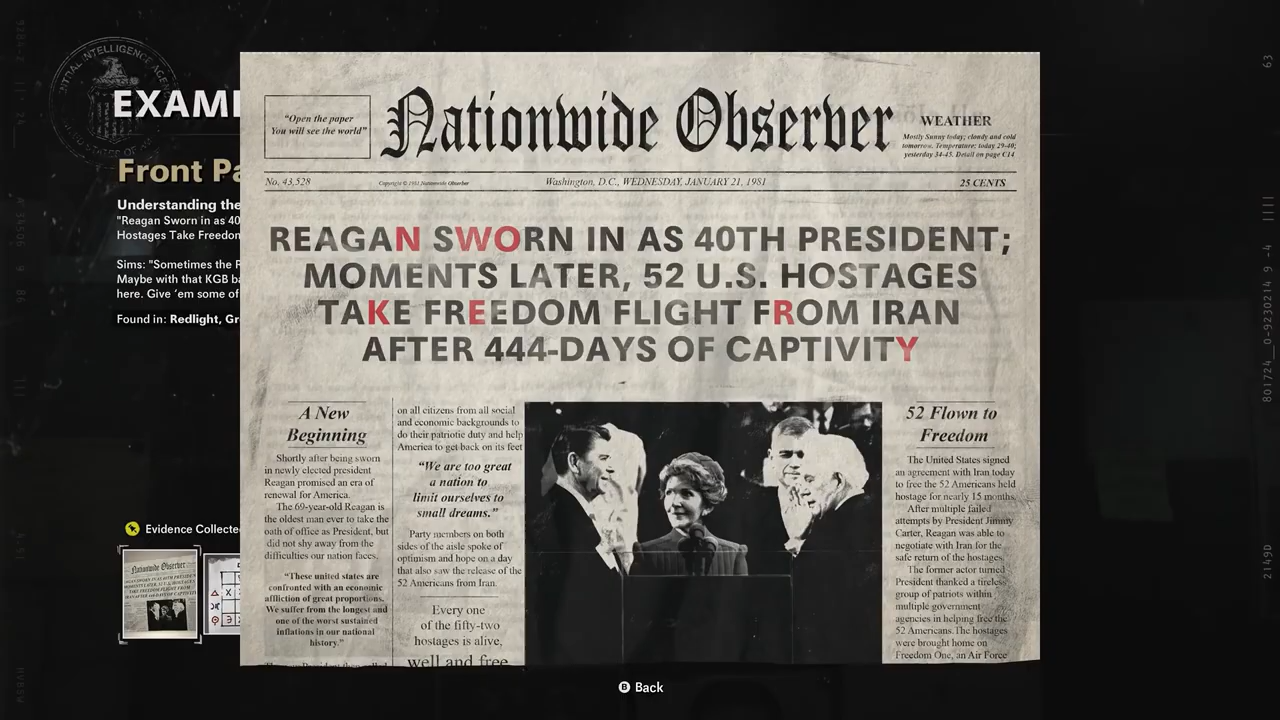 EXAMI
Front Pa
Understanding the
"Reagan Sworn in as 40
Hostages Take Freedon
Sims: "Sometimes the F
Maybe with that KGB ba
here. Give 'em some of
Found in: Redlight, Gr
Evidence Collecte
"Open the paper
You will see the world"
Nationwide Observer
WEATHER
Mostly Sunny today; cloudy and cold
tomorrow. Temperature; today 29-40;
yesterday 34-45. Detail on page C14
No. 43,528
Copyright © 1981 Nationwide Observer
Washington, D.C., WEDNESDAY, JANUARY 21, 1981
25 CENTS
REAGAN SWORN IN AS 40TH PRESIDENT;
MOMENTS LATER, 52 U.S. HOSTAGES
TAKE FREEDOM FLIGHT FROM IRAN
AFTER 444-DAYS OF CAPTIVITY
A New
Beginning
Shortly after being sworn
in newly elected president
Reagan promised an era of
renewal for America.
The 69-year-old Reagan is
the oldest man ever to take the
oath of office as President, but
did not shy away from the
difficulties our nation faces.
"These united states are
confronted with an economic
affliction of great proportions.
We suffer from the longest and
one of the worst sustained
inflations in our national
history."
on all citizens from all social
and economic backgrounds to
do their patriotic duty and help
America to get back on its feet
"We are too great
a nation to
limit ourselves to
small dreams."
Party members on both
sides of the aisle spoke of
optimism and hope on a day
that also saw the release of the
52 Americans from Iran.
Every one
of the fifty-two
hostages is alive,
well and free
52 Flown to
Freedom
The United States signed
an agreement with Iran today
to free the 52 Americans held
hostage for nearly 15 months.
After multiple failed
attempts by President Jimmy
Carter, Reagan was able to
negotiate with Iran for the
safe return of the hostages.
The former actor turned
President thanked a tireless
group of patriots within
multiple government
agencies in helping free the
52 Americans. The hostages
were brought home on
Freedom One, an Air Force
B Back
63
801724__0-9230214 9 -4
2149D